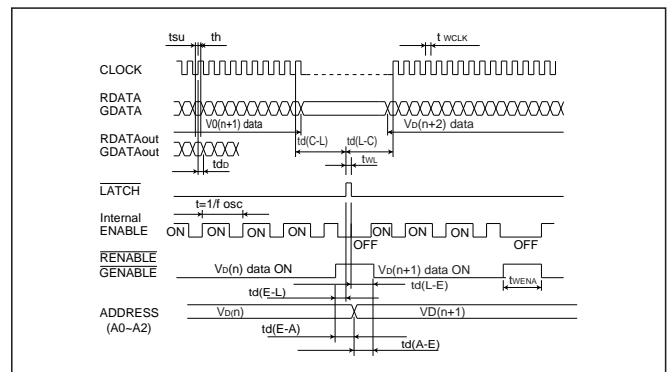 tsu th t WCLK
CLOCK
RDATA
GDATA
V0(n+1) data VD(n+2) data
RDATAout
GDATAout
td(C-L) td(L-C)
tdD
tWL
LATCH
t=1/f osc
Internal
ENABLE
ON ON ON ON ON ON ON
OFF OFF
RENABLE
GENABLE
VD(n) data ON VD(n+1) data ON
tWENA
td(E-L) td(L-E)
ADDRESS
(A0~A2)
VD(n) VD(n+1)
td(E-A)
td(A-E)